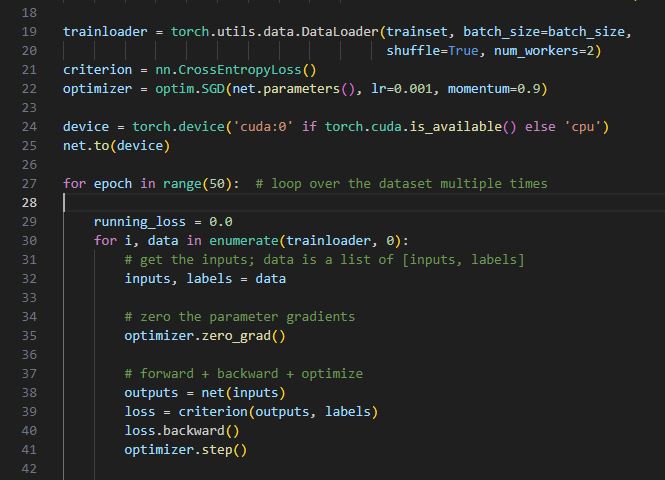 18
19 trainloader = torch.utils.data.DataLoader(trainset, batch_size=batch_size,
20 shuffle=True, num_workers=2)
21 criterion = nn.CrossEntropyLoss()
22 optimizer = optim.SGD(net.parameters(), lr=0.001, momentum=0.9)
23
24 device = torch.device('cuda:0' if torch.cuda.is_available() else 'cpu')
25 net.to(device)
26
27 for epoch in range(50):  # loop over the dataset multiple times
28
29     running_loss = 0.0
30     for i, data in enumerate(trainloader, 0):
31         # get the inputs; data is a list of [inputs, labels]
32         inputs, labels = data
33
34         # zero the parameter gradients
35         optimizer.zero_grad()
36
37         # forward + backward + optimize
38         outputs = net(inputs)
39         loss = criterion(outputs, labels)
40         loss.backward()
41         optimizer.step()
42